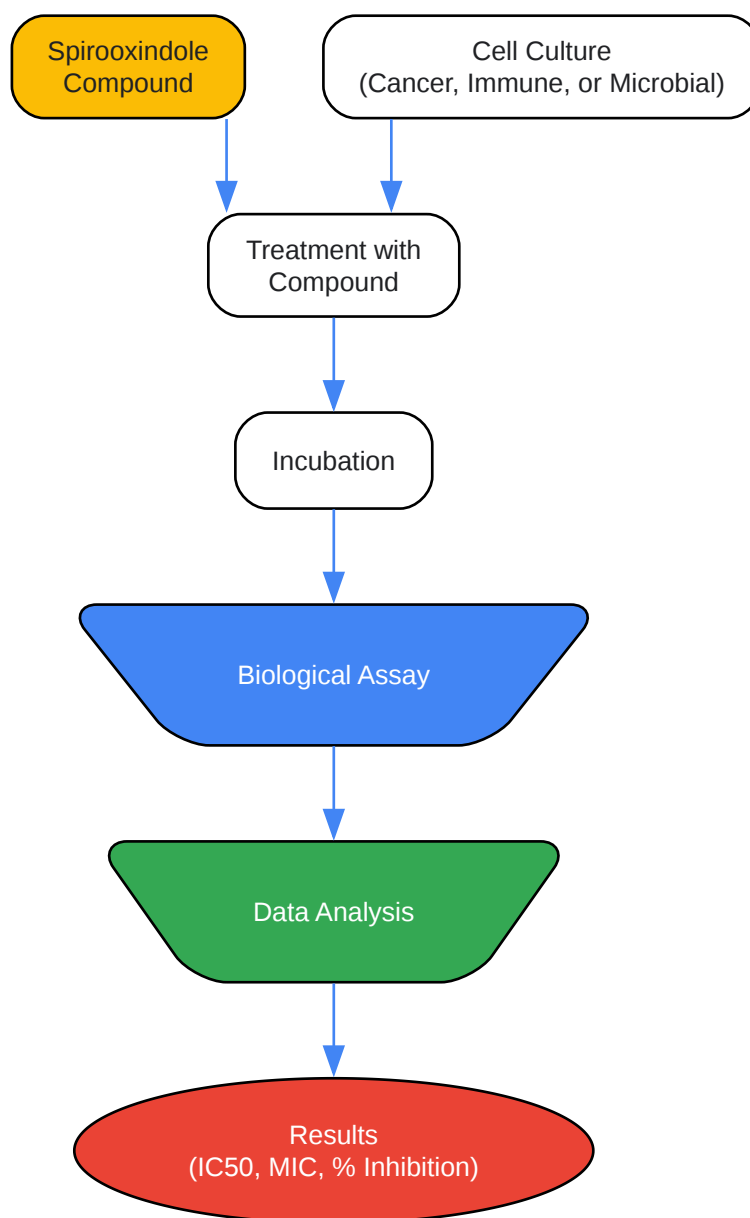 Spirooxindole
Compound
Cell Culture
(Cancer, Immune, or Microbial)
Treatment with
Compound
Incubation
Biological Assay
Data Analysis
Results
(IC50, MIC, % Inhibition)